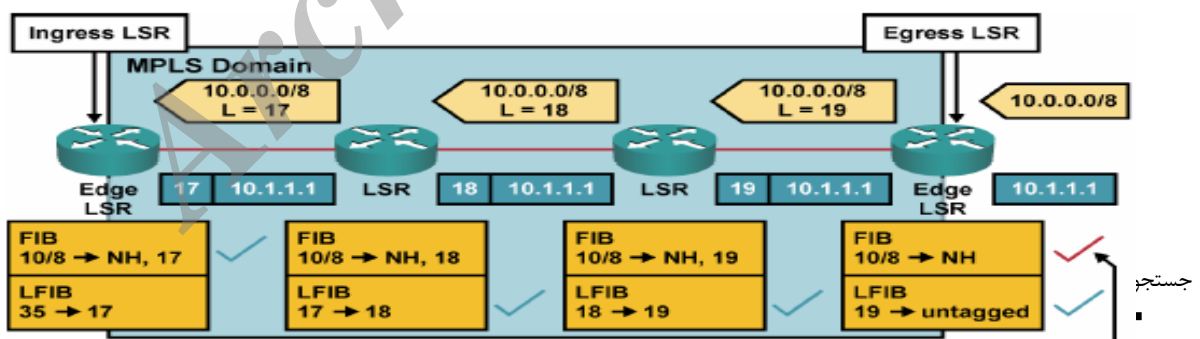 Ingress LSR
Egress LSR
MPLS Domain
10.0.0.0/8
L = 17
10.0.0.0/8
L = 18
10.0.0.0/8
L = 19
10.0.0.0/8
Edge
LSR
17 10.1.1.1
LSR
18 10.1.1.1
LSR
19 10.1.1.1
Edge
LSR
10.1.1.1
FIB
10/8 → NH, 17
LFIB
35 → 17
FIB
10/8 → NH, 18
LFIB
17 → 18
FIB
10/8 → NH, 19
LFIB
18 → 19
FIB
10/8 → NH
LFIB
19 → untagged
جستجو
Arc